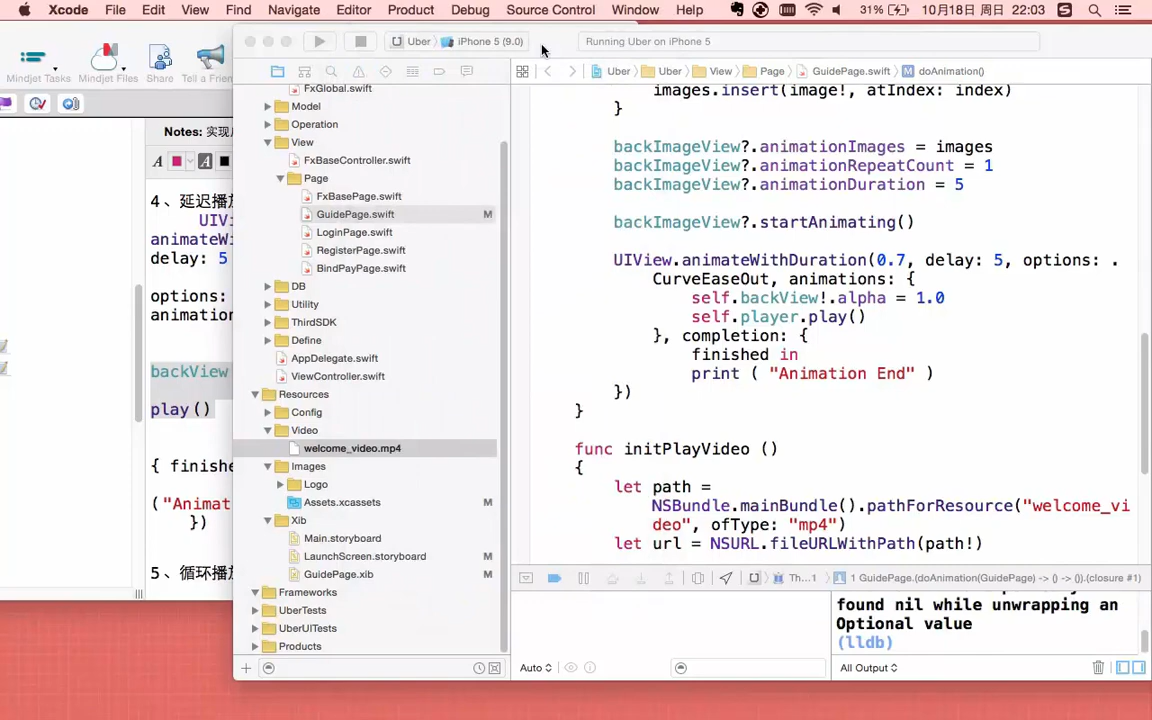 Xcode File Edit View Find Navigate Editor Product Debug Source Control Window Help 31% 10月18日 周日 22:03
Uber iPhone 5 (9.0) Running Uber on iPhone 5
Mindjet Tasks Mindjet Files Share Tell a Frien
Uber Uber View Page GuidePage.swift M doAnimation()
Notes: 实现
4、延迟播放
UIVi
animateWi
delay: 5
options:
animation
backView
play()
{ finishe
("Animat
})
5、循环播放
FxGlobal.swift
Model
Operation
View
FxBaseController.swift
Page
FxBasePage.swift
GuidePage.swift M
LoginPage.swift
RegisterPage.swift
BindPayPage.swift
DB
Utility
ThirdSDK
Define
AppDelegate.swift
ViewController.swift
Resources
Config
Video
welcome_video.mp4
Images
Logo
Assets.xcassets M
Xib
Main.storyboard
LaunchScreen.storyboard M
GuidePage.xib M
Frameworks
UberTests
UberUITests
Products
images.insert(image!, atIndex: index)
}
backImageView?.animationImages = images
backImageView?.animationRepeatCount = 1
backImageView?.animationDuration = 5
backImageView?.startAnimating()
UIView.animateWithDuration(0.7, delay: 5, options: .
CurveEaseOut, animations: {
self.backView!.alpha = 1.0
self.player.play()
}, completion: {
finished in
print ( "Animation End" )
})
}
func initPlayVideo ()
{
let path =
NSBundle.mainBundle().pathForResource("welcome_vi
deo", ofType: "mp4")
let url = NSURL.fileURLWithPath(path!)
Th...1 1 GuidePage.(doAnimation(GuidePage) -> () -> ()).(closure #1)
found nil while unwrapping an
Optional value
(lldb)
Auto All Output